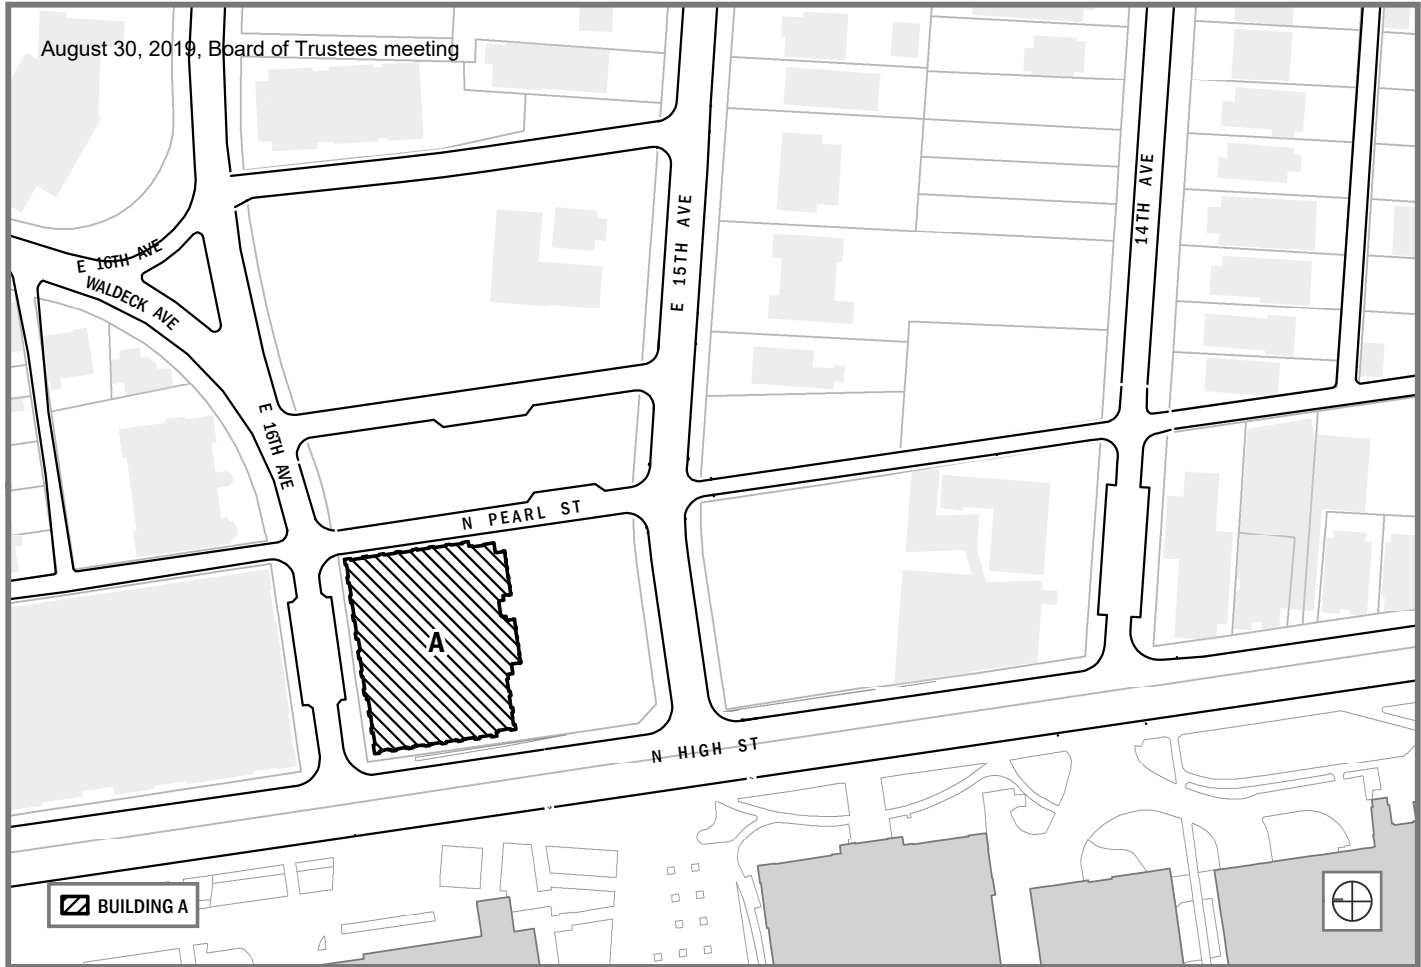 August 30, 2019, Board of Trustees meeting
14TH AVE
E 15TH AVE
E 16TH AVE
WALDECK AVE
E 16TH AVE
N PEARL ST
A
N HIGH ST
BUILDING A